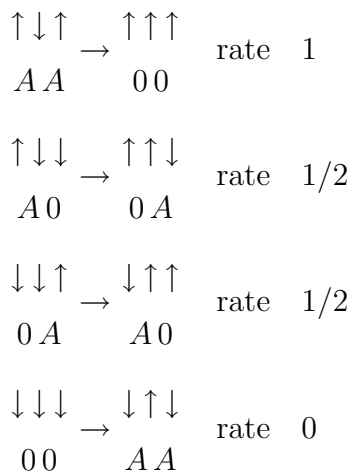 ↑↓↑ → ↑↑↑ rate 1
A A 0 0
↑↓↓ → ↑↑↓ rate 1/2
A 0 0 A
↓↓↑ → ↓↑↑ rate 1/2
0 A A 0
↓↓↓ → ↓↑↓ rate 0
0 0 A A